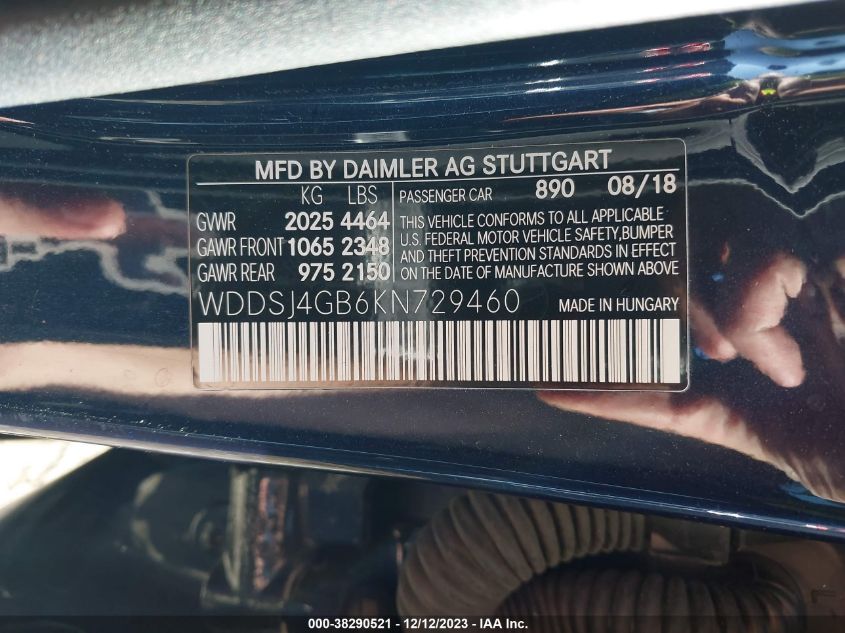 MFD BY DAIMLER AG STUTTGART
KG LBS
GWR 2025 4464
GAWR FRONT 1065 2348
GAWR REAR 975 2150
PASSENGER CAR 890 08/18
THIS VEHICLE CONFORMS TO ALL APPLICABLE
U.S. FEDERAL MOTOR VEHICLE SAFETY,BUMPER
AND THEFT PREVENTION STANDARDS IN EFFECT
ON THE DATE OF MANUFACTURE SHOWN ABOVE
WDDSJ4GB6KN729460 MADE IN HUNGARY
000-38290521 - 12/12/2023 - IAA Inc.